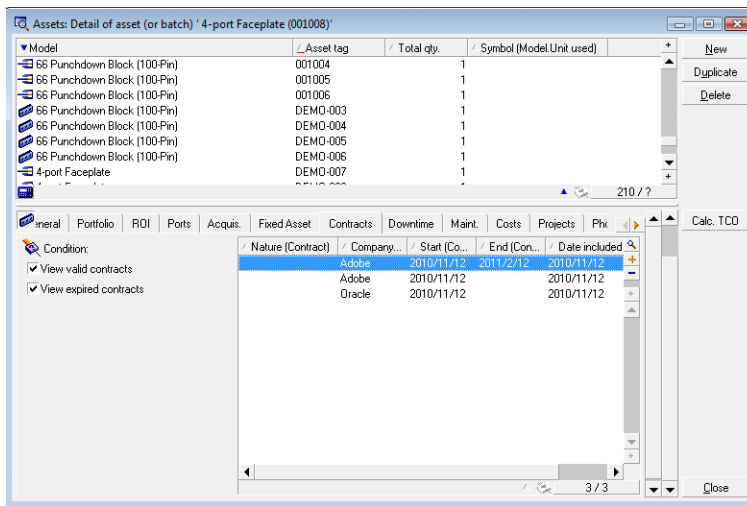 Assets: Detail of asset (or batch) ' 4-port Faceplate (001008)'
Model Asset tag Total qty. Symbol (Model.Unit used)
66 Punchdown Block (100-Pin) 001004 1
66 Punchdown Block (100-Pin) 001005 1
66 Punchdown Block (100-Pin) 001006 1
66 Punchdown Block (100-Pin) DEMO-003 1
66 Punchdown Block (100-Pin) DEMO-004 1
66 Punchdown Block (100-Pin) DEMO-005 1
66 Punchdown Block (100-Pin) DEMO-006 1
4-port Faceplate DEMO-007 1
210 / ?
New
Duplicate
Delete
Portfolio ROI Ports Acquis. Fixed Asset Contracts Downtime Maint. Costs Projects
Calc. TCO
Condition:
View valid contracts
View expired contracts
Nature (Contract) Company... Start (Co... End (Con... Date included
Adobe 2010/11/12 2011/2/12 2010/11/12
Adobe 2010/11/12 2010/11/12
Oracle 2010/11/12 2010/11/12
3 / 3
Close